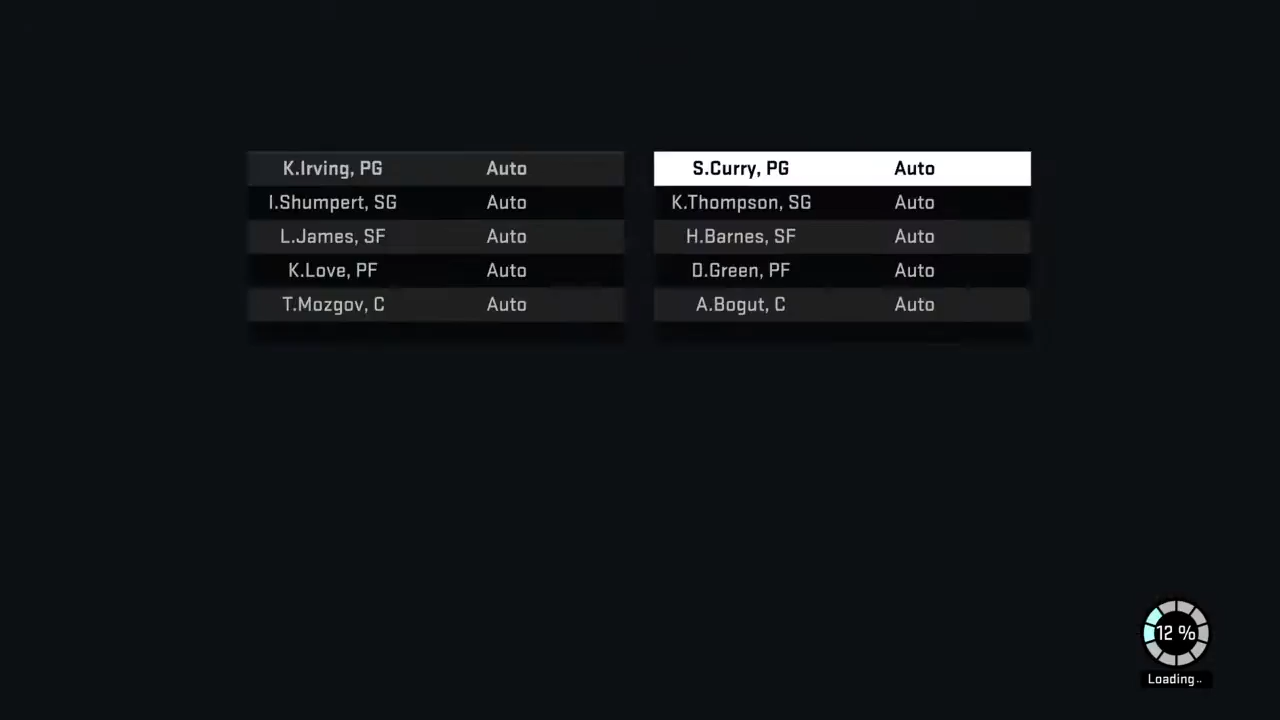 K.Irving, PG Auto
I.Shumpert, SG Auto
L.James, SF Auto
K.Love, PF Auto
T.Mozgov, C Auto
S.Curry, PG Auto
K.Thompson, SG Auto
H.Barnes, SF Auto
D.Green, PF Auto
A.Bogut, C Auto
12 %
Loading..